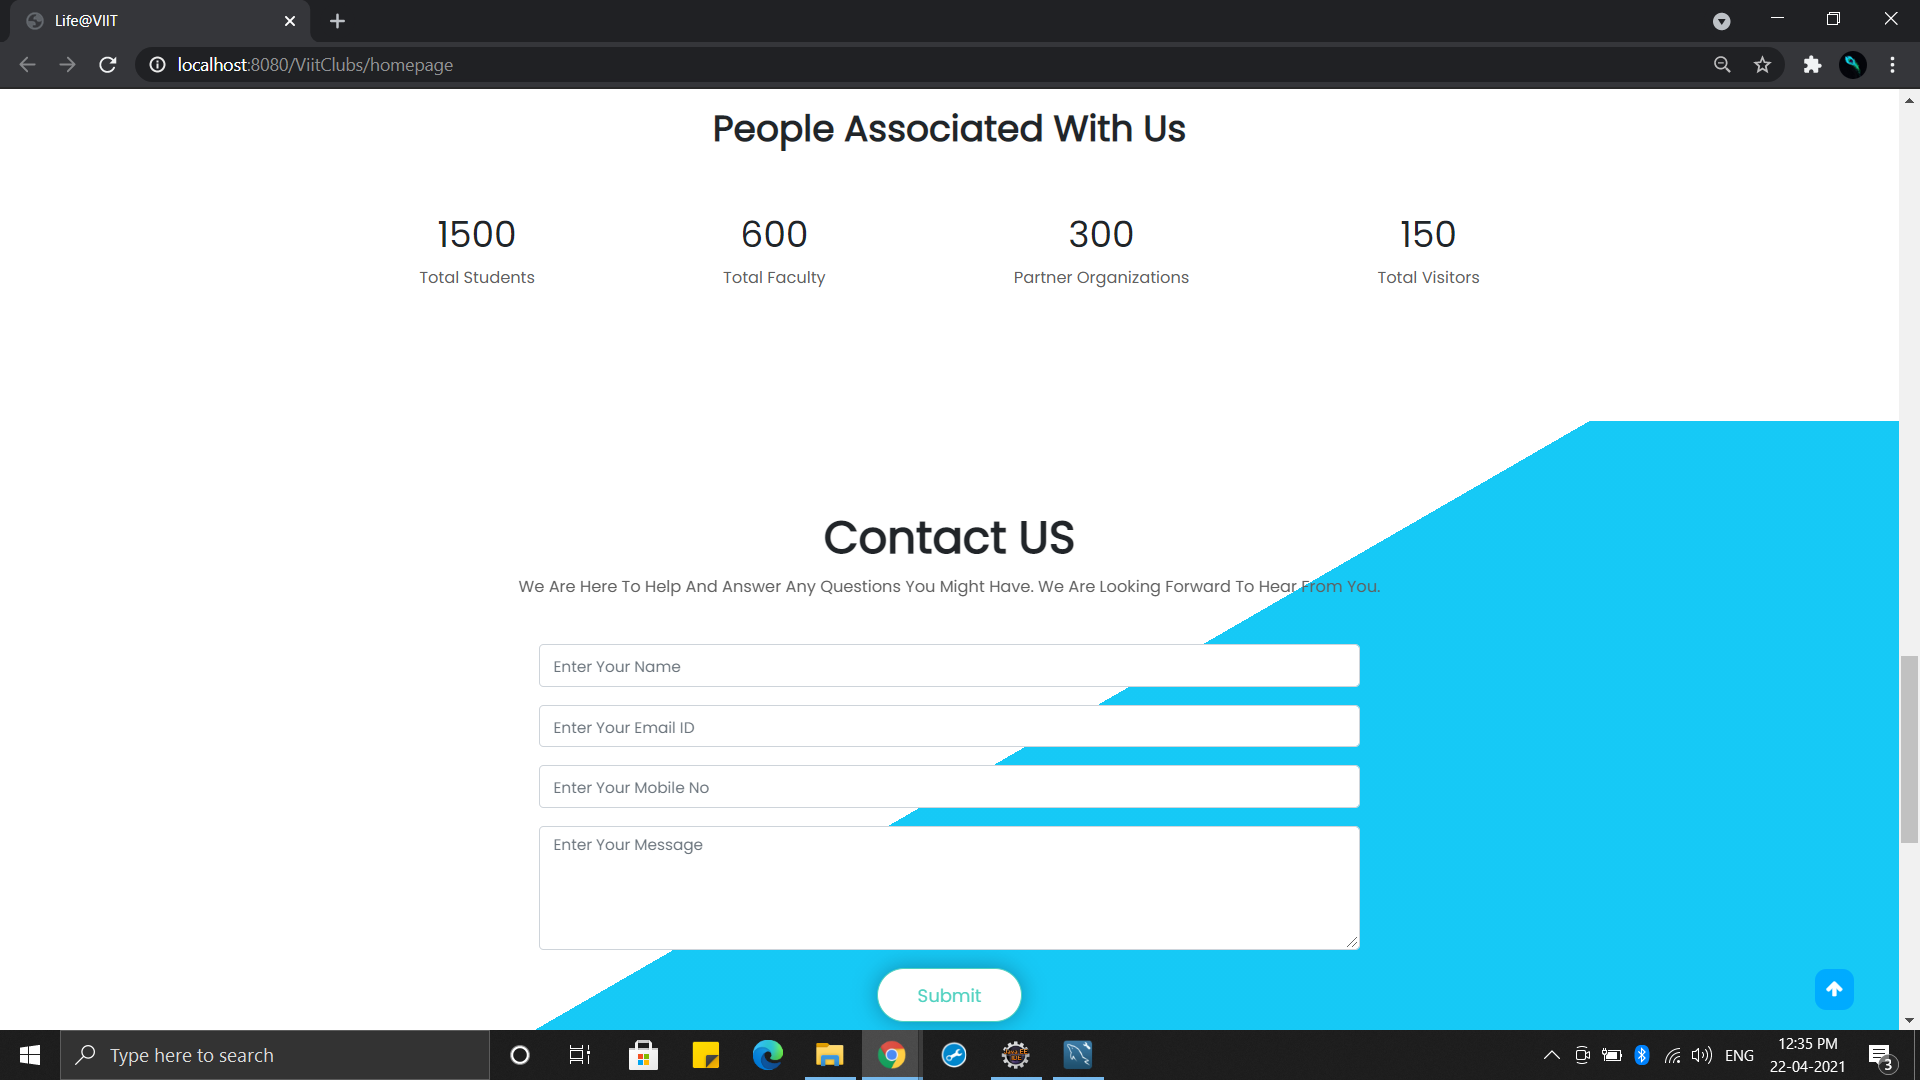 Life@VIIT
localhost:8080/ViitClubs/homepage
People Associated With Us
1500 600 300 150
Total Students Total Faculty Partner Organizations Total Visitors
Contact US
We Are Here To Help And Answer Any Questions You Might Have. We Are Looking Forward To Hear From You.
Enter Your Name
Enter Your Email ID
Enter Your Mobile No
Enter Your Message
Submit
Type here to search
ENG
12:35 PM
22-04-2021
3